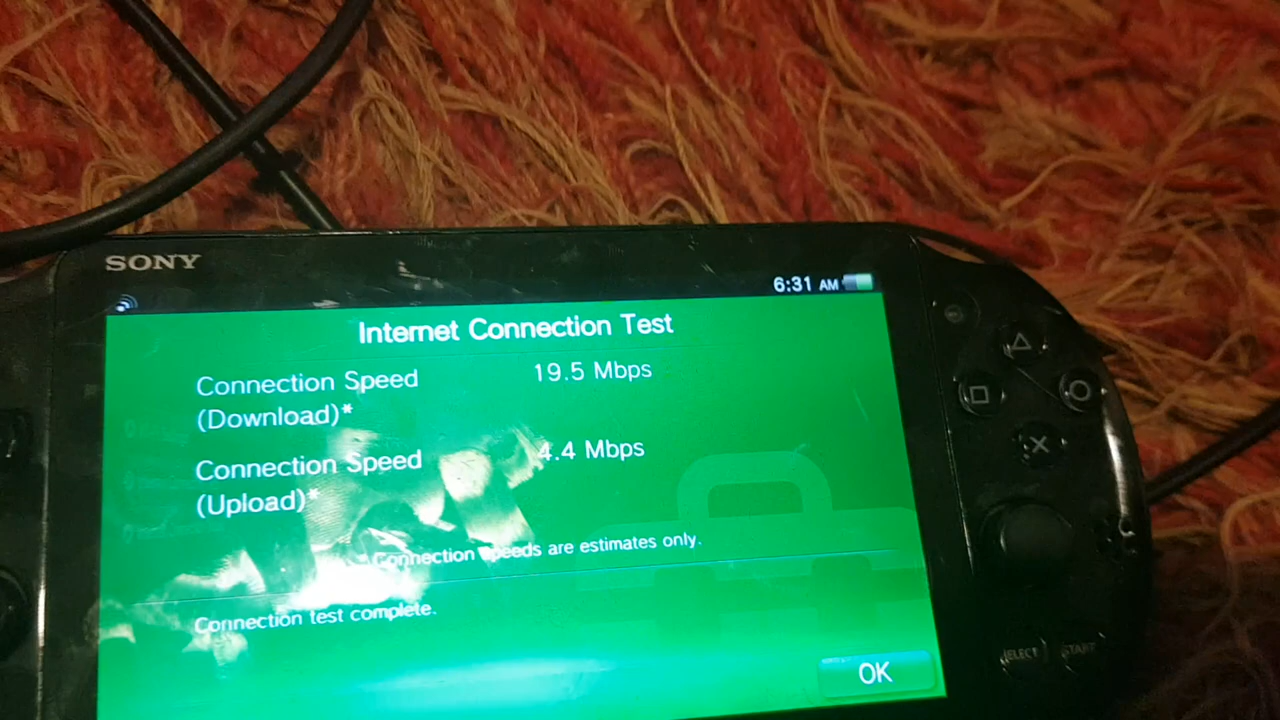 SONY
6:31 AM
Internet Connection Test
Connection Speed 19.5 Mbps
(Download)*
Connection Speed 4.4 Mbps
(Upload)*
* Connection speeds are estimates only.
Connection test complete.
OK
SELECT START